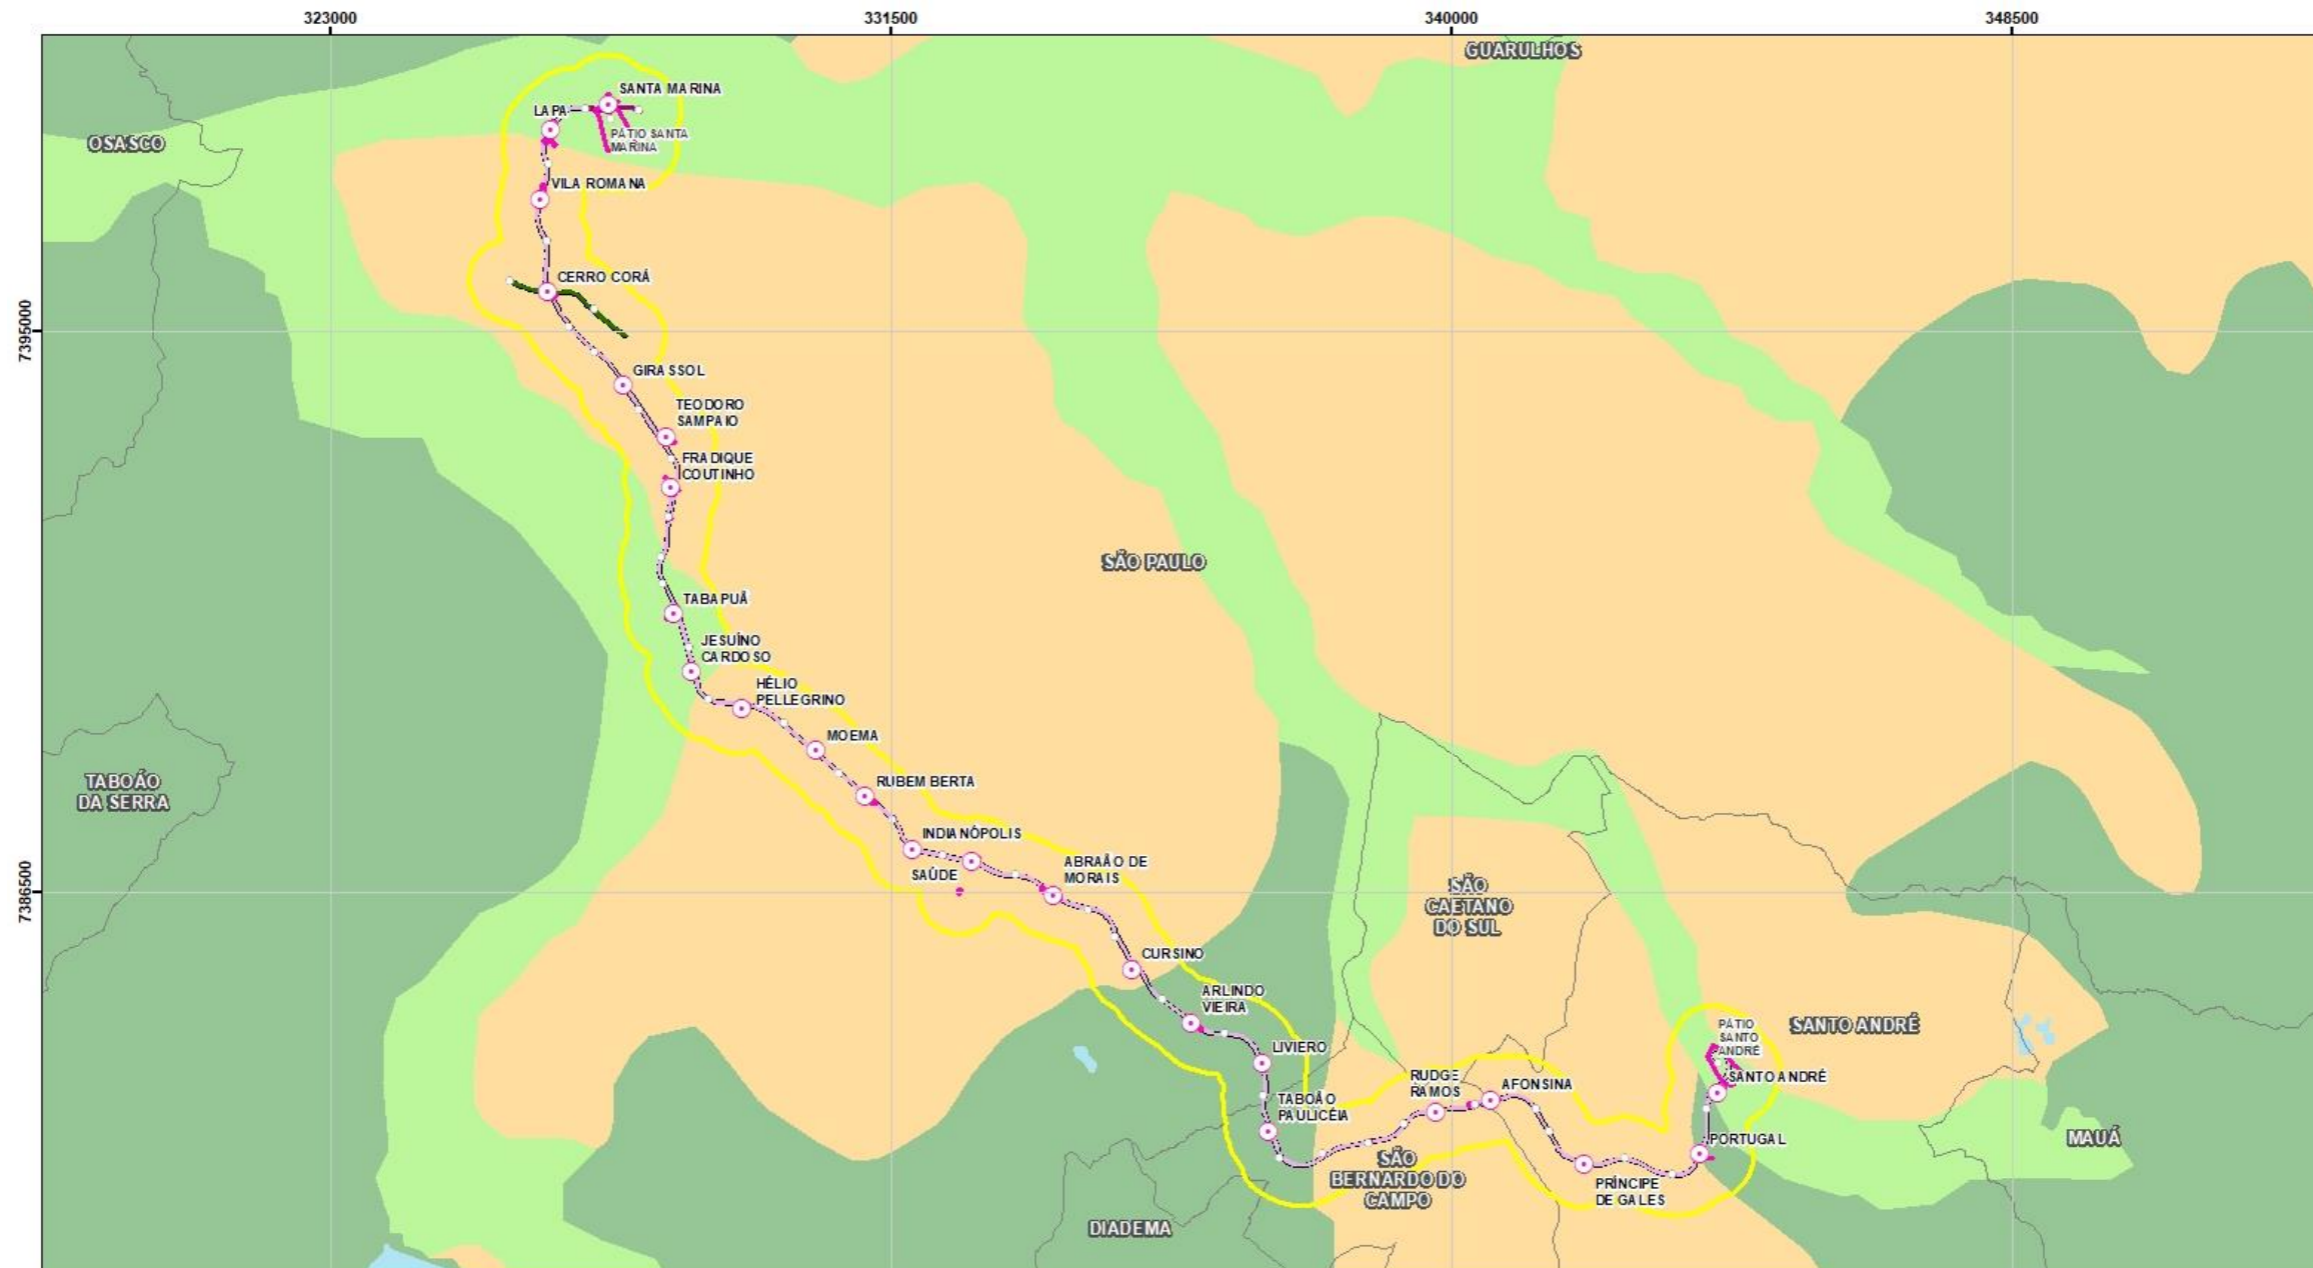 323000
331500
340000
348500
GUARULHOS
SANTA MARINA
LAPA
PÁTIO SANTA
MARINA
OSASCO
VILA ROMANA
CERRO CORÁ
7395000
GIRASSOL
TEODORO
SAMPAIO
FRADIQUE
COUTINHO
SÃO PAULO
TABAPUÃ
JESUÍNO
CARDOSO
HÉLIO
PELLEGRINO
MOEMA
TABOÃO
DA SERRA
RUBEM BERTA
INDIANÓPOLIS
SAÚDE
ABRAÃO DE
MORAIS
7386500
SÃO
CAETANO
DO SUL
CURSINO
ARLINDO
VIEIRA
LIVIERO
PÁTIO
SANTO
ANDRÉ
SANTO ANDRÉ
SANTO ANDRÉ
RUDGE
RAMOS
AFONSINA
TABOÃO
PAULICÉIA
PORTUGAL
MAUÁ
SÃO
BERNARDO DO
CAMPO
PRÍNCIPE
DE GALES
DIADEMA